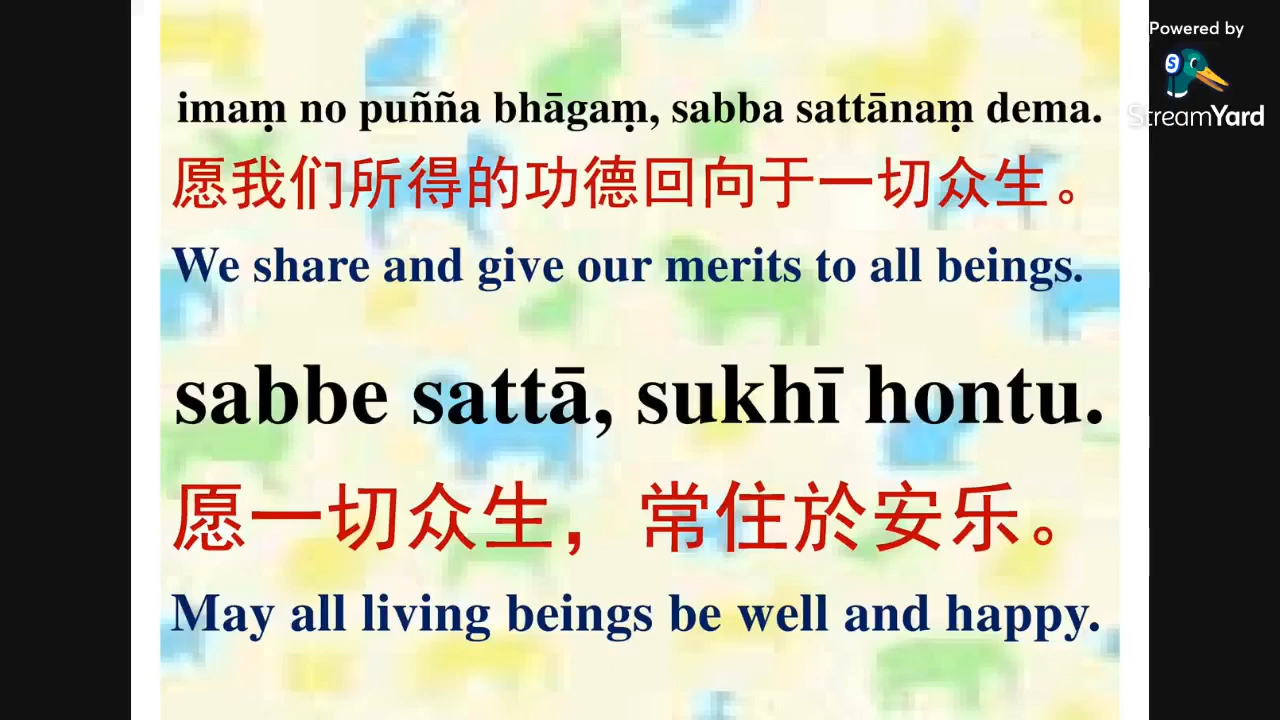 imaṃ no puñña bhāgaṃ, sabba sattānaṃ dema.
愿我们所得的功德回向于一切众生。
We share and give our merits to all beings.
sabbe sattā, sukhī hontu.
愿一切众生，常住於安乐。
May all living beings be well and happy.
Powered by
S
StreamYard